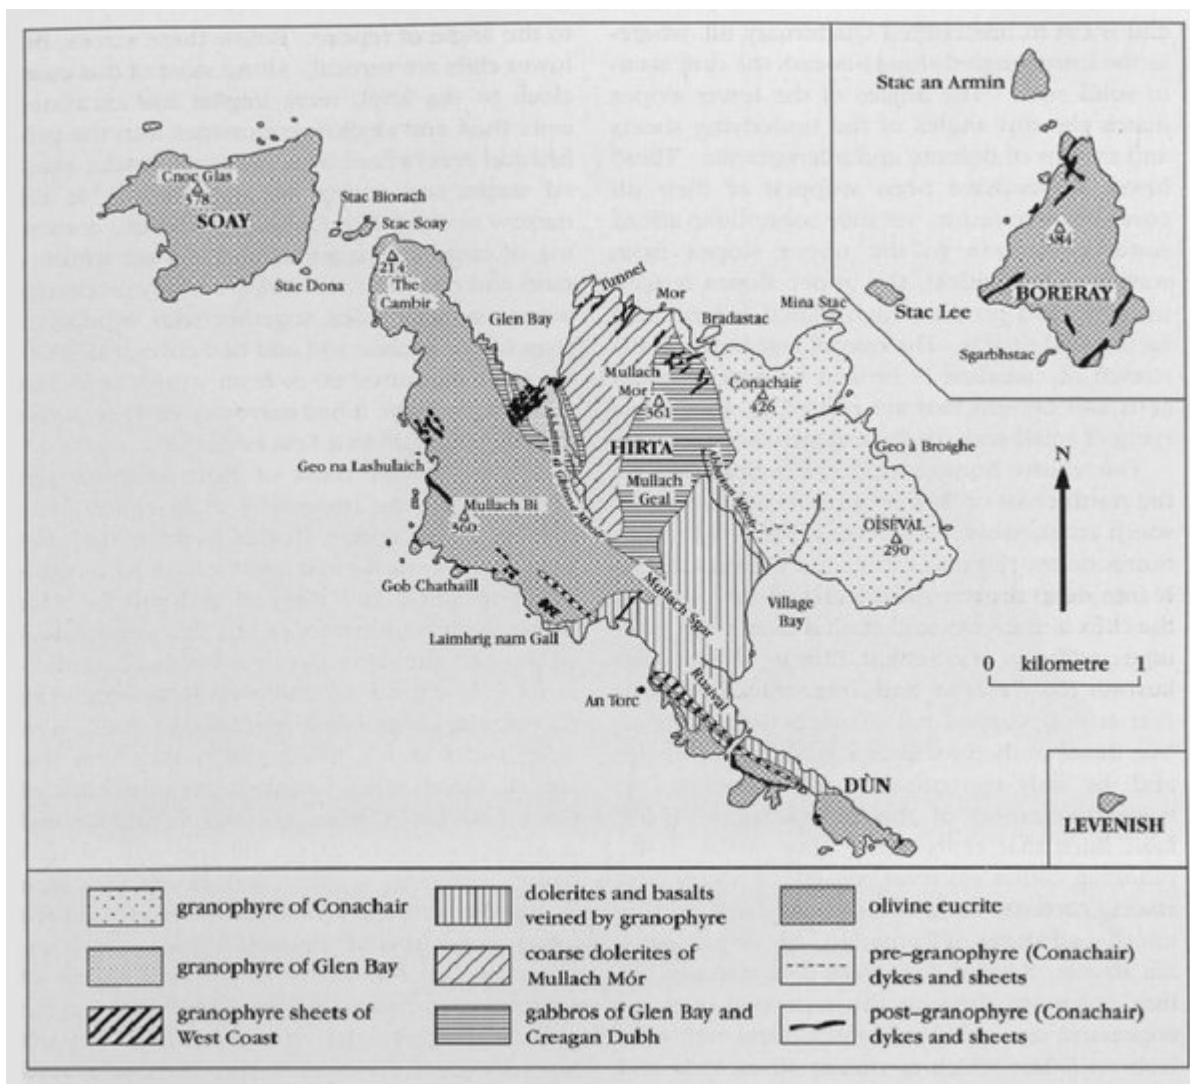 Stac an Armin
Cnoc Glas
378
SOAY
Stac Biorach
Stac Soay
Stac Dona
214
The
Cambir
384
BORERAY
Stac Lee
Sgarbhstac
Tunnel
Mor
Glen Bay
Bradastac
Mina Stac
Mullach
Mor
361
Conachair
426
HIRTA
Geo à Broighe
Geo na Lashulaich
Mullach
Geal
Abhainn a' Ghlinne Mhoir
Abhainn Mhor
Mullach Bi
360
OISEVAL
290
N
Gob Chathaill
Mullach Sgar
Village
Bay
Laimhrig nam Gall
0 kilometre 1
An Torc
Ruaival
DÙN
LEVENISH
granophyre of Conachair
granophyre of Glen Bay
granophyre sheets of
West Coast
dolerites and basalts
veined by granophyre
coarse dolerites of
Mullach Mór
gabbros of Glen Bay and
Creagan Dubh
olivine eucrite
pre-granophyre (Conachair)
dykes and sheets
post-granophyre (Conachair)
dykes and sheets